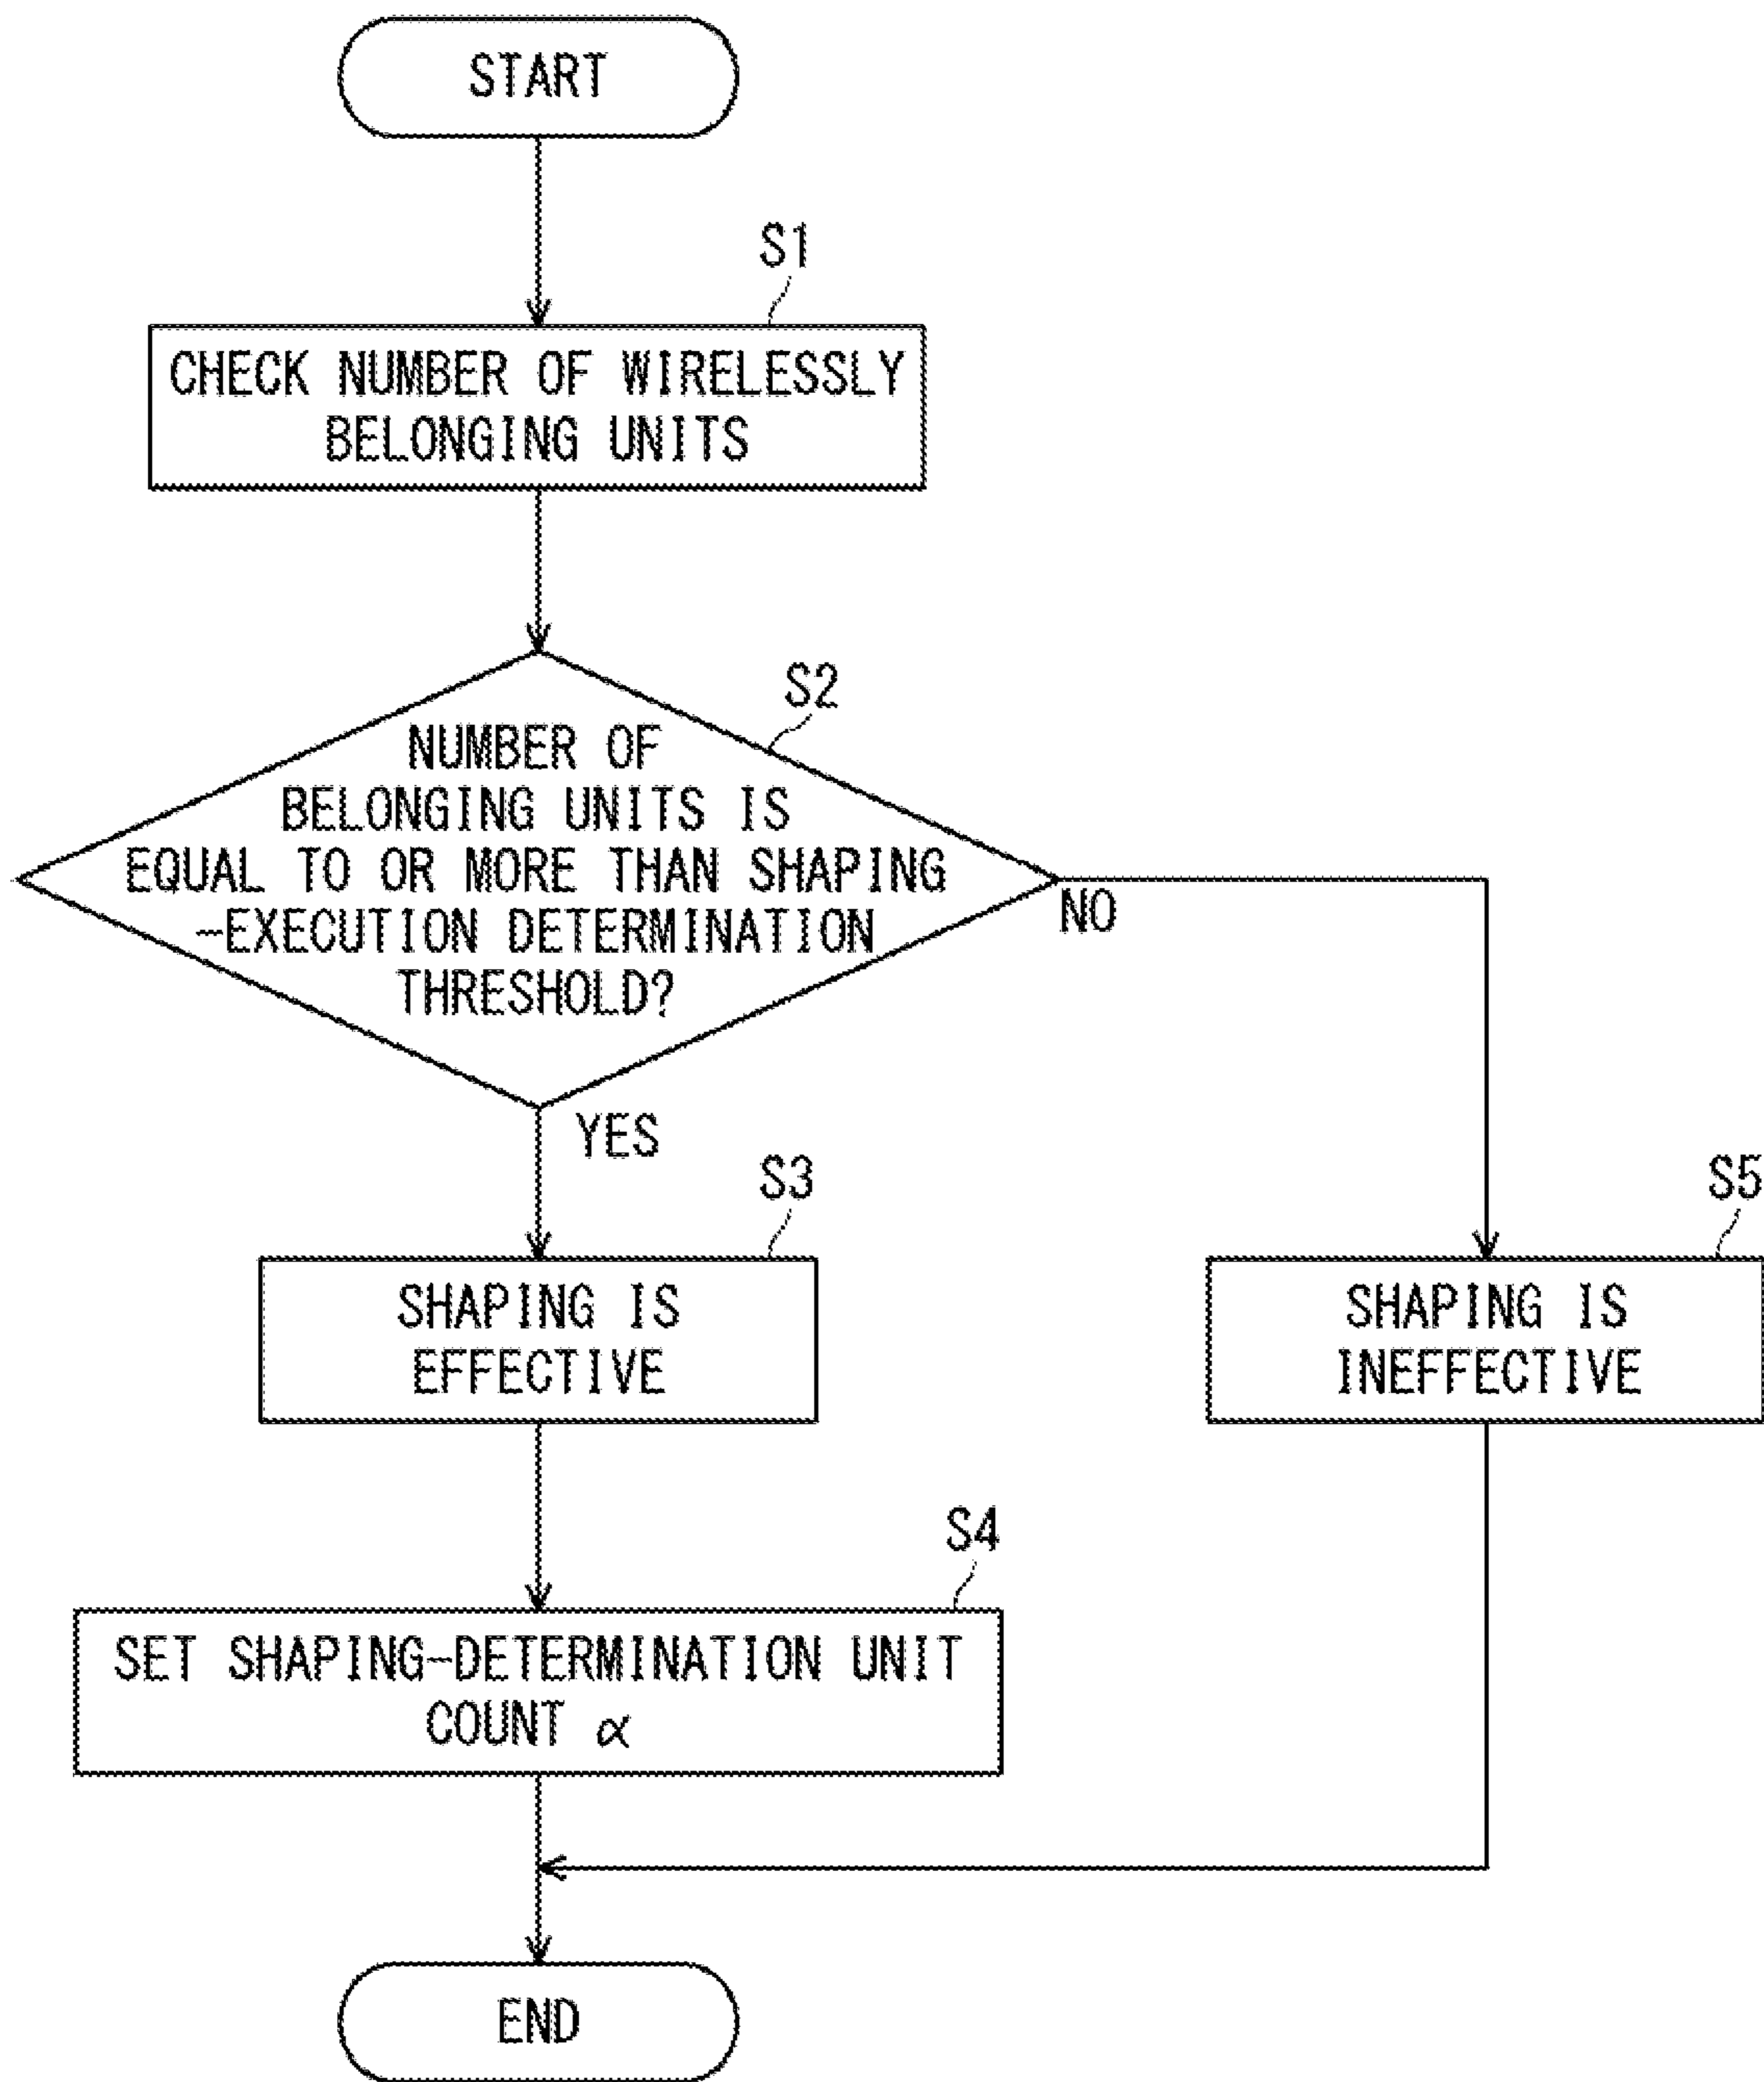 START
S1
CHECK NUMBER OF WIRELESSLY
BELONGING UNITS
S2
NUMBER OF
BELONGING UNITS IS
EQUAL TO OR MORE THAN SHAPING
-EXECUTION DETERMINATION
THRESHOLD?
NO
YES
S3
SHAPING IS
EFFECTIVE
S5
SHAPING IS
INEFFECTIVE
S4
SET SHAPING-DETERMINATION UNIT
COUNT α
END